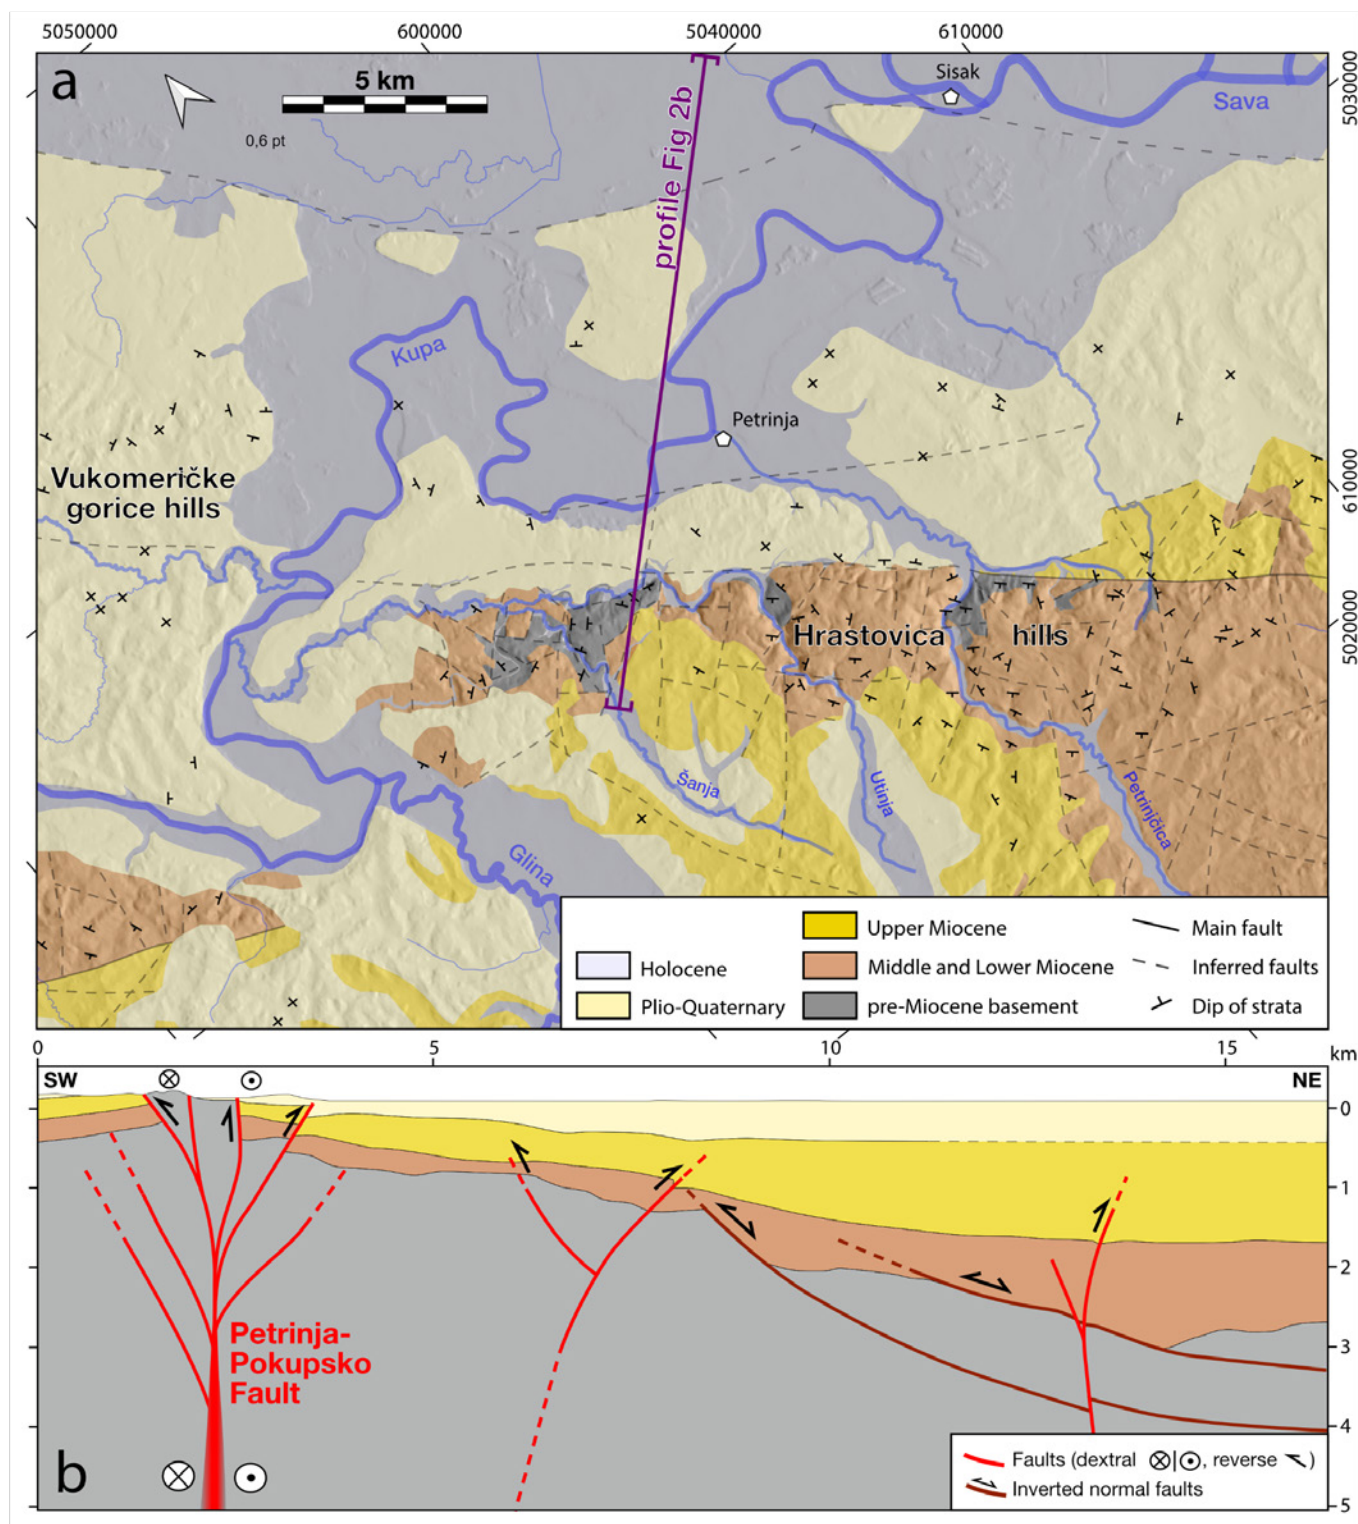 5050000
600000
5040000
610000
a
5 km
0,6 pt
profile Fig 2b
Sisak
Sava
5030000
Kupa
Petrinja
Vukomeričke
gorice hills
610000
Hrastovica hills
5020000
Šanja
Utinja
Petrinjčica
Glina
Holocene
Plio-Quaternary
Upper Miocene
Middle and Lower Miocene
pre-Miocene basement
Main fault
Inferred faults
Dip of strata
0
5
10
15
km
SW
NE
0
1
2
3
4
5
Petrinja-
Pokupsko
Fault
b
Faults (dextral ⊗|⊙, reverse )
Inverted normal faults